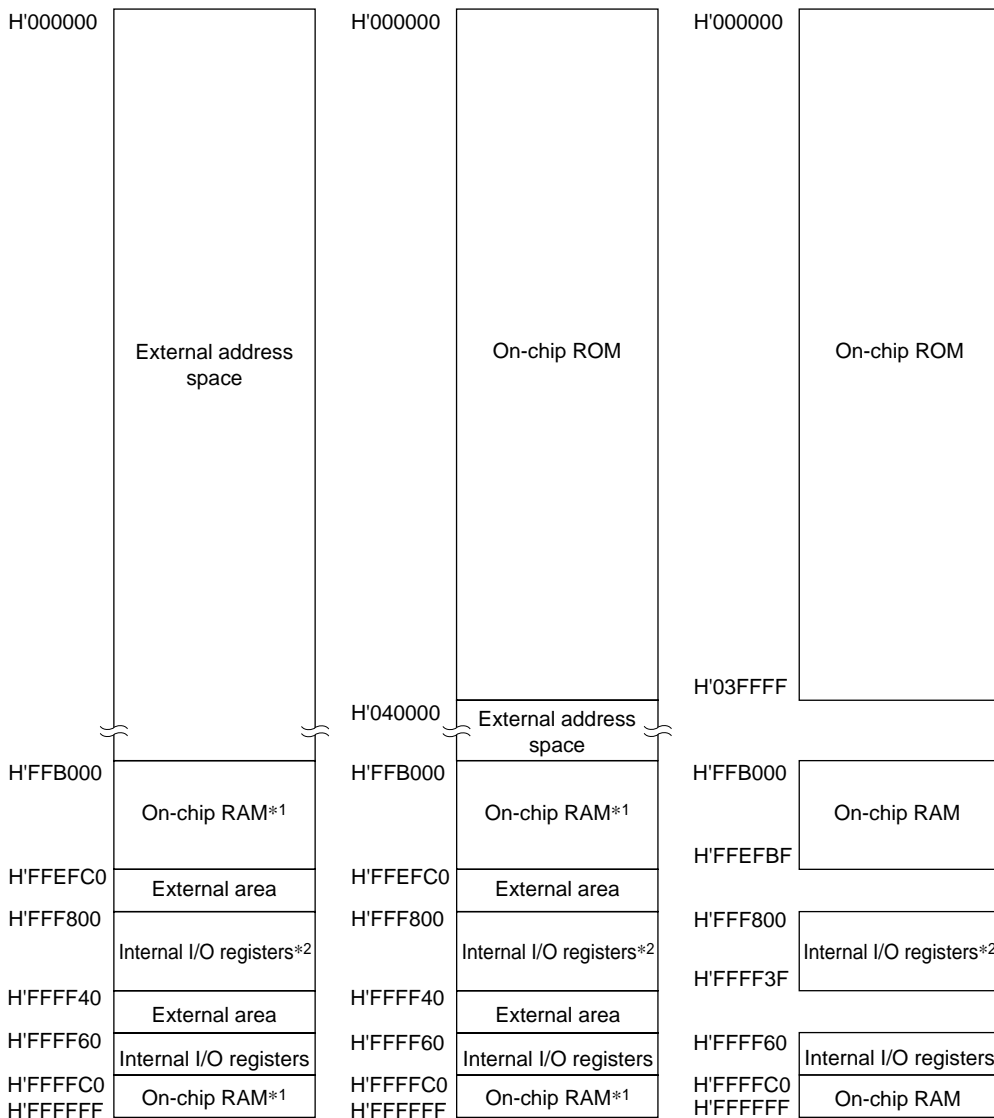 H'000000
External address
space
H'FFB000
On-chip RAM*1
H'FFEFC0
External area
H'FFF800
Internal I/O registers*2
H'FFFF40
External area
H'FFFF60
Internal I/O registers
H'FFFFC0
On-chip RAM*1
H'FFFFFF
H'000000
On-chip ROM
H'040000
External address
space
H'FFB000
On-chip RAM*1
H'FFEFC0
External area
H'FFF800
Internal I/O registers*2
H'FFFF40
External area
H'FFFF60
Internal I/O registers
H'FFFFC0
On-chip RAM*1
H'FFFFFF
H'000000
On-chip ROM
H'03FFFF
H'FFB000
On-chip RAM
H'FFEFBF
H'FFF800
Internal I/O registers*2
H'FFFF3F
H'FFFF60
Internal I/O registers
H'FFFFC0
On-chip RAM
H'FFFFFF